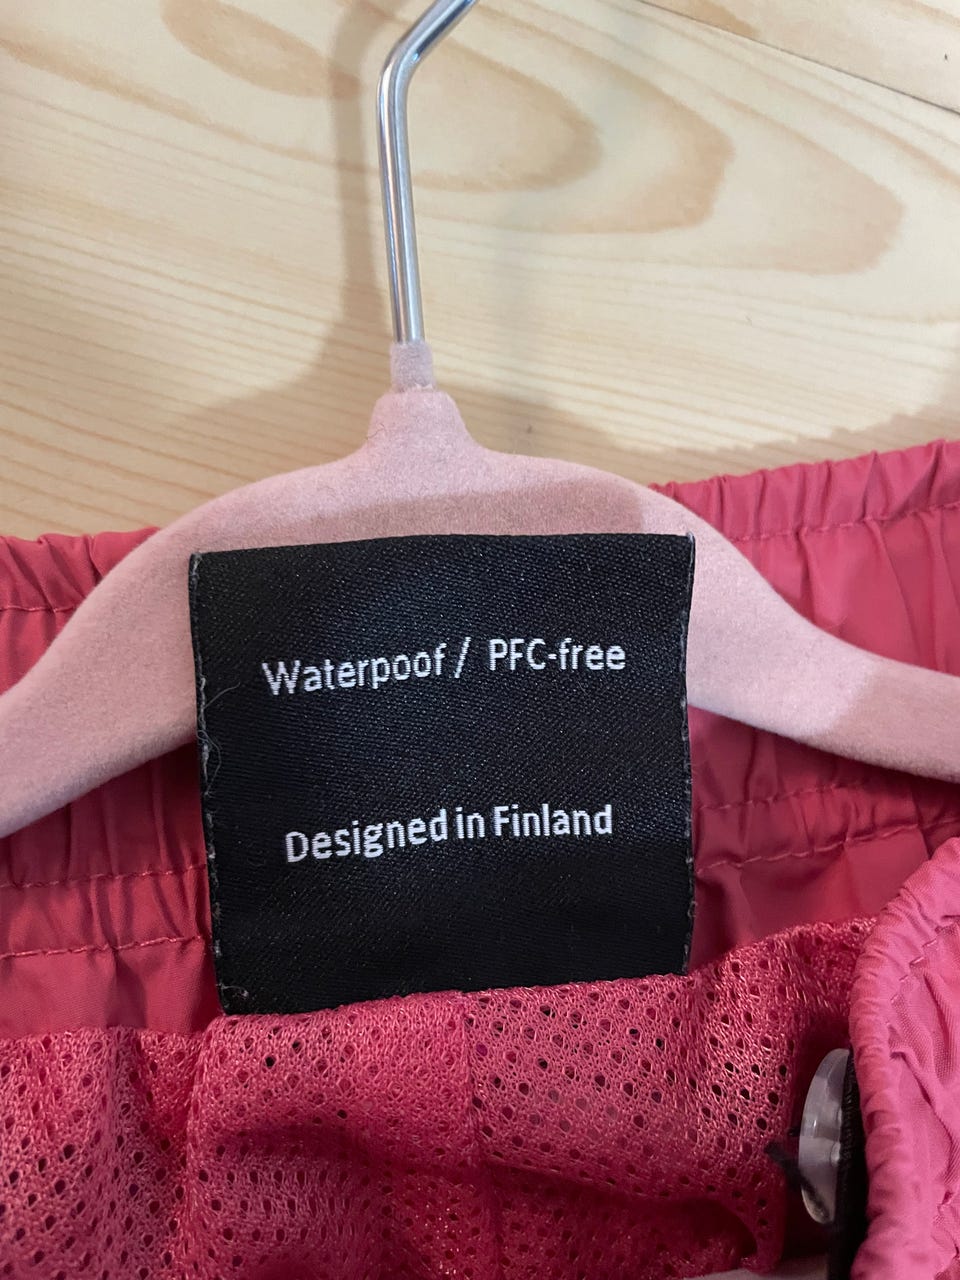 Waterpoof / PFC-free
Designed in Finland